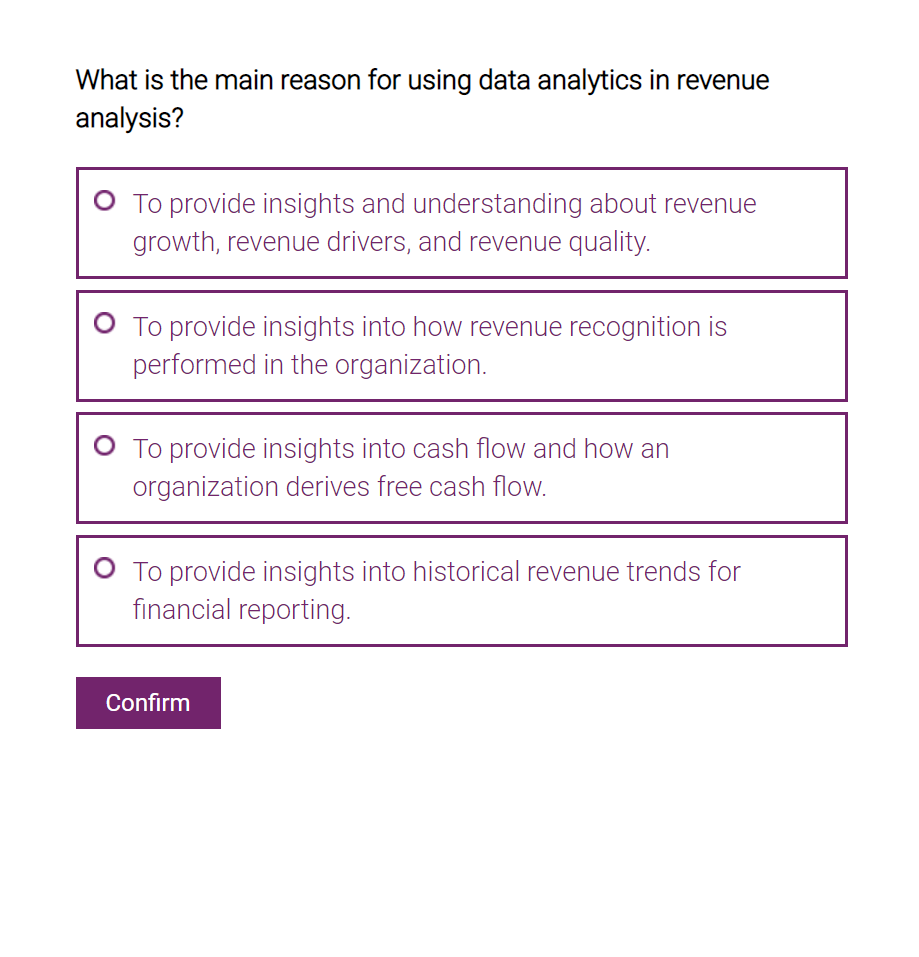 What is the main reason for using data analytics in revenue
analysis?
To provide insights and understanding about revenue
growth, revenue drivers, and revenue quality.
To provide insights into how revenue recognition is
performed in the organization.
To provide insights into cash flow and how an
organization derives free cash flow.
To provide insights into historical revenue trends for
financial reporting.
Confirm